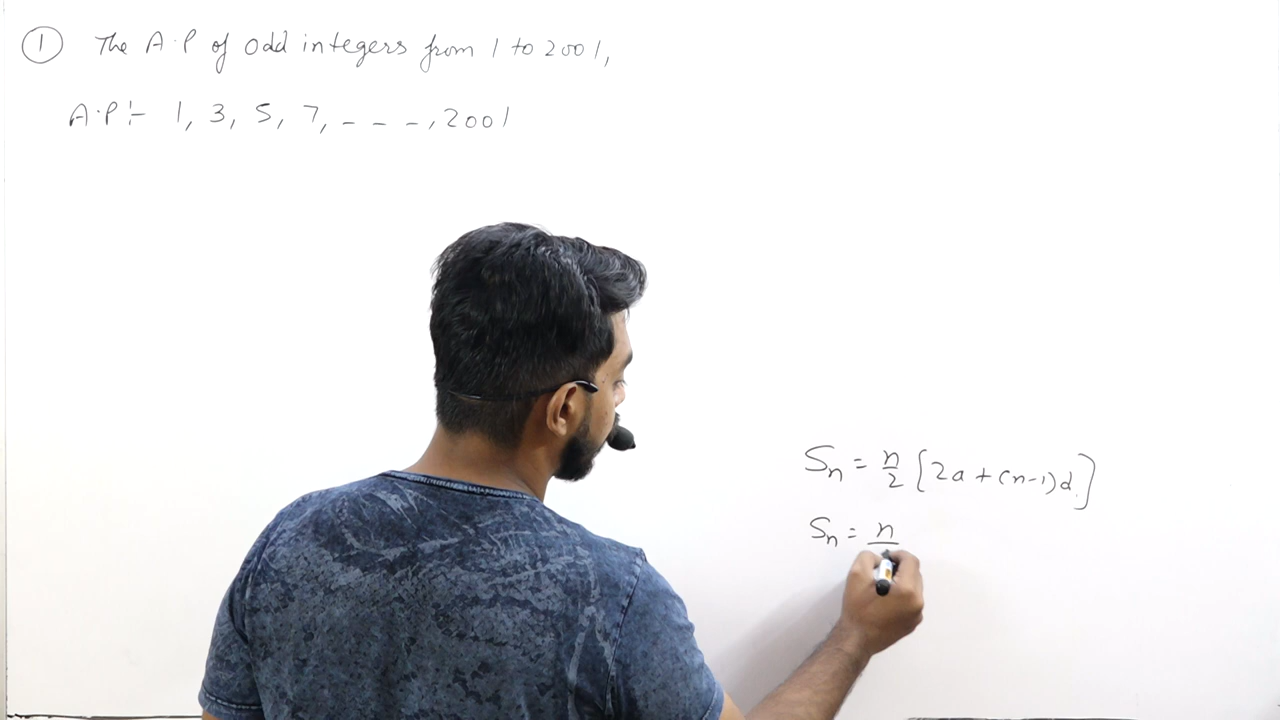 ① The A.P of odd integers from 1 to 2001,
A.P:- 1, 3, 5, 7, - - -, 2001
Sn = n/2 [2a + (n-1)d]
Sn = n/